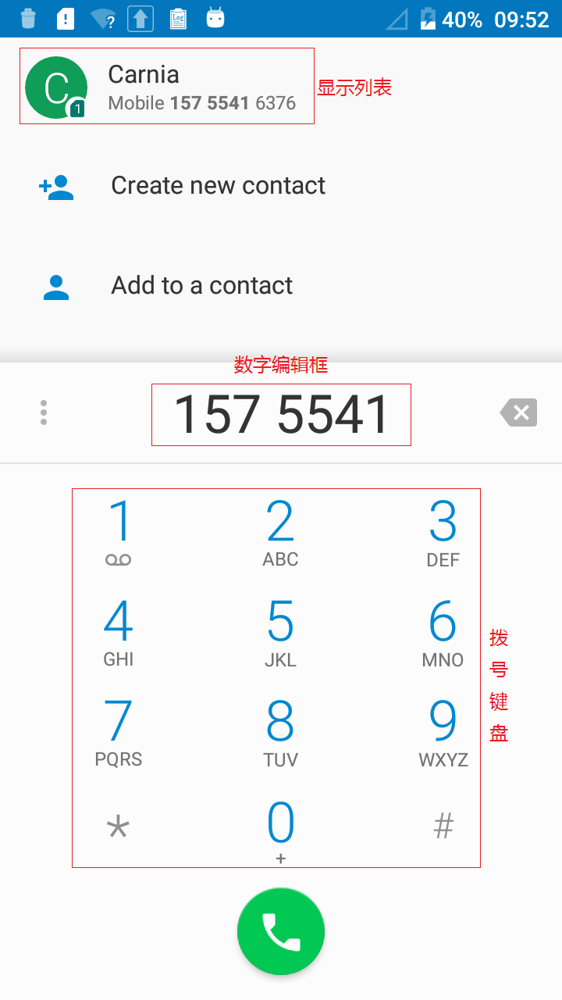 40% 09:52
Log
C
1
Carnia
Mobile 157 5541 6376
显示列表
Create new contact
Add to a contact
数字编辑框
157 5541
1 2 3
ABC DEF
4 5 6
GHI JKL MNO
7 8 9
PQRS TUV WXYZ
* 0 #
+
拨号键盘